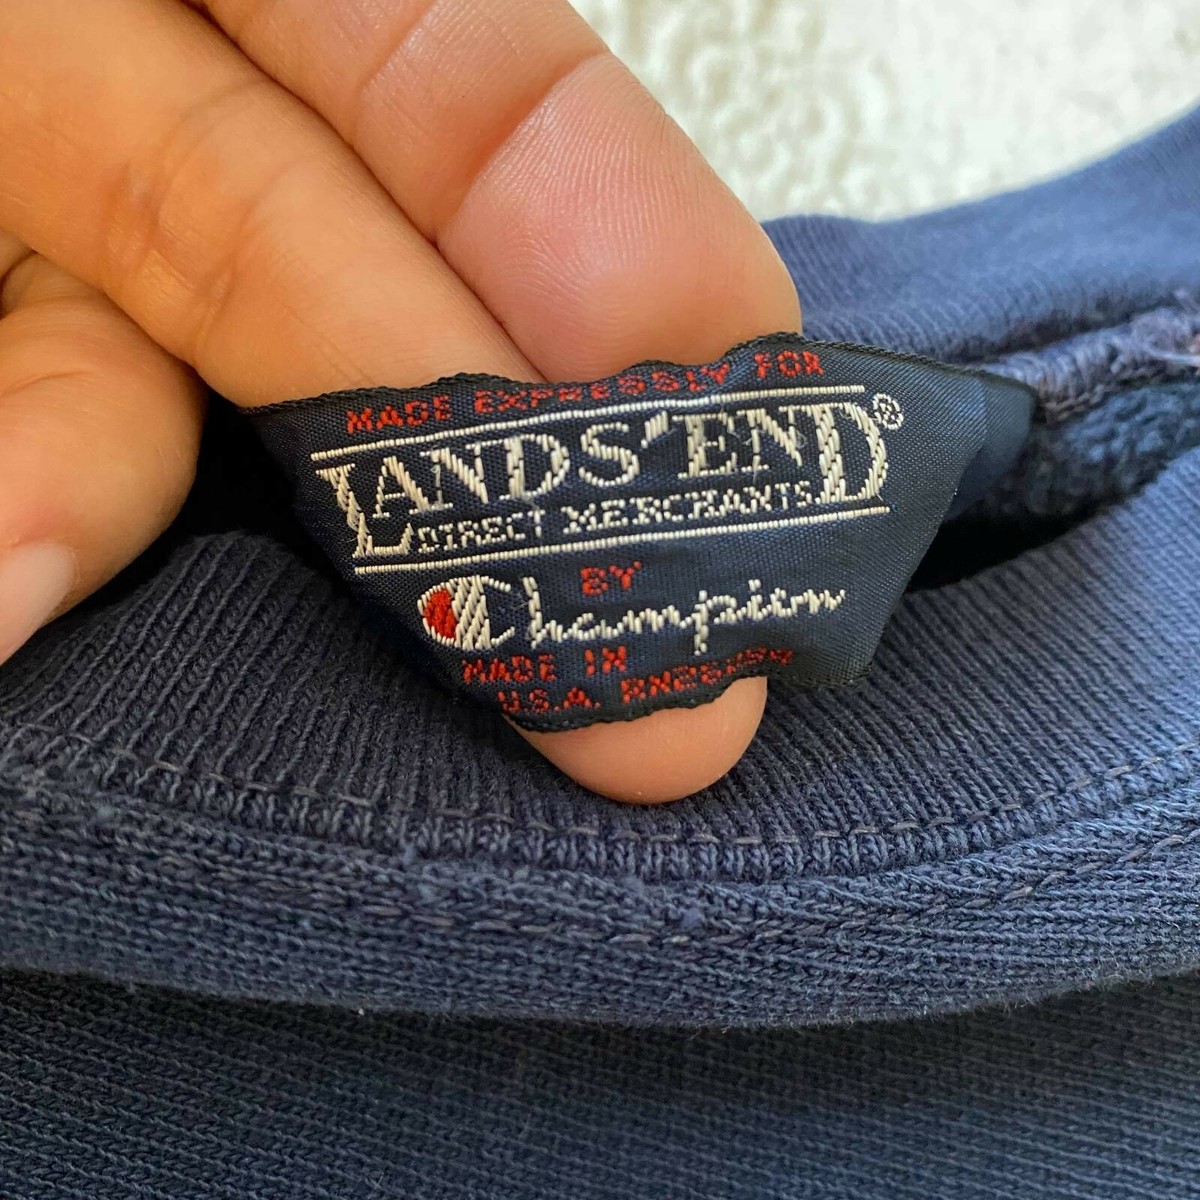 MADE EXPRESSLY FOR
LANDS' END®
DIRECT MERCHANTS
BY
Champion
MADE IN
U.S.A.